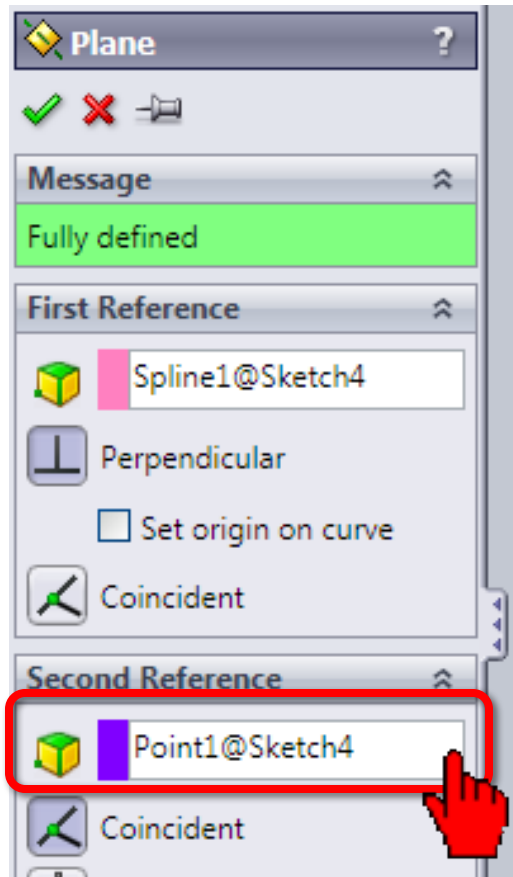 Plane ?
Message
Fully defined
First Reference
Spline1@Sketch4
Perpendicular
Set origin on curve
Coincident
Second Reference
Point1@Sketch4
Coincident